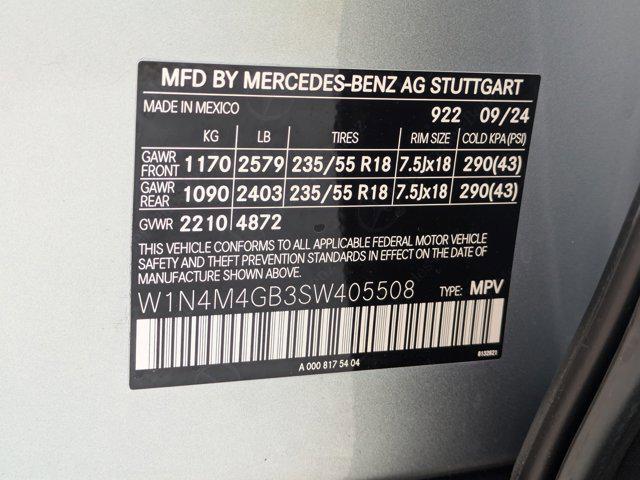 MFD BY MERCEDES-BENZ AG STUTTGART
MADE IN MEXICO 922 09/24
KG LB TIRES RIM SIZE COLD KPA(PSI)
GAWR FRONT 1170 2579 235/55 R18 7.5Jx18 290(43)
GAWR REAR 1090 2403 235/55 R18 7.5Jx18 290(43)
GVWR 2210 4872
THIS VEHICLE CONFORMS TO ALL APPLICABLE FEDERAL MOTOR VEHICLE
SAFETY AND THEFT PREVENTION STANDARDS IN EFFECT ON THE DATE OF
MANUFACTURE SHOWN ABOVE.
W1N4M4GB3SW405508 TYPE: MPV
A 000 817 54 04